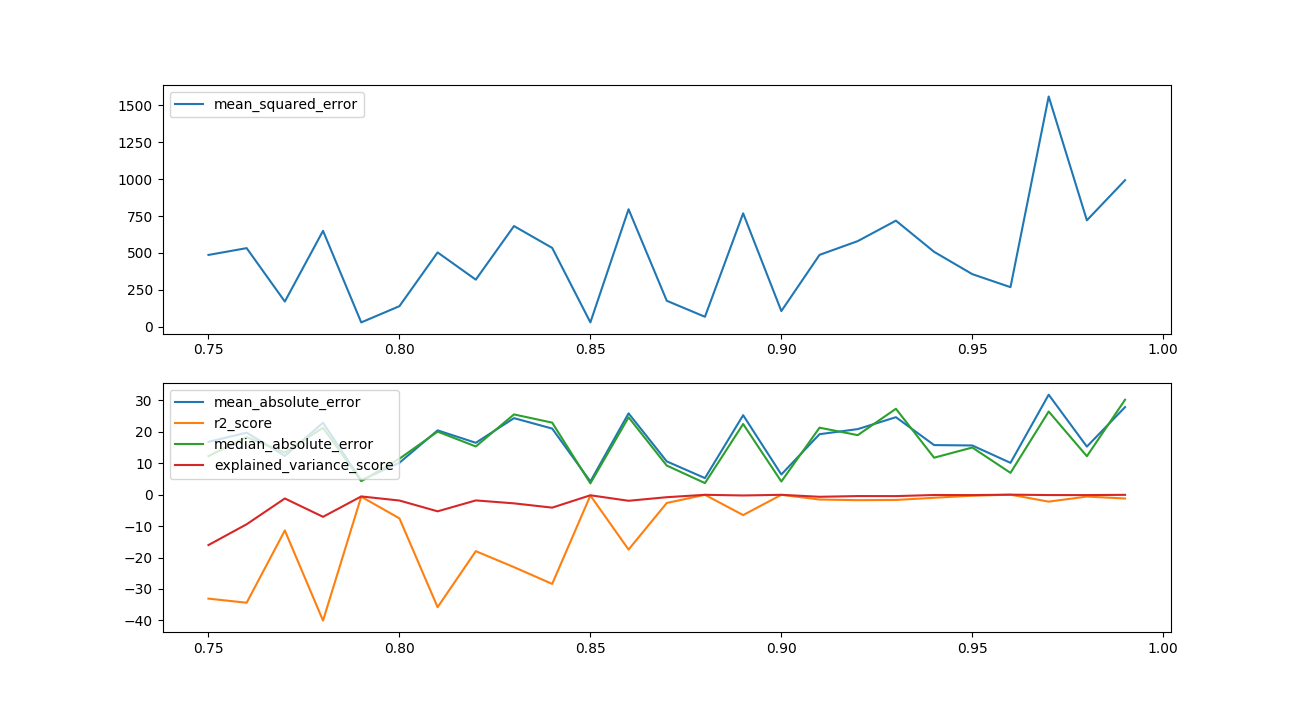 mean_squared_error
1500
1250
1000
750
500
250
0
0.75 0.80 0.85 0.90 0.95 1.00
mean_absolute_error
r2_score
median_absolute_error
explained_variance_score
30
20
10
0
−10
−20
−30
−40
0.75 0.80 0.85 0.90 0.95 1.00